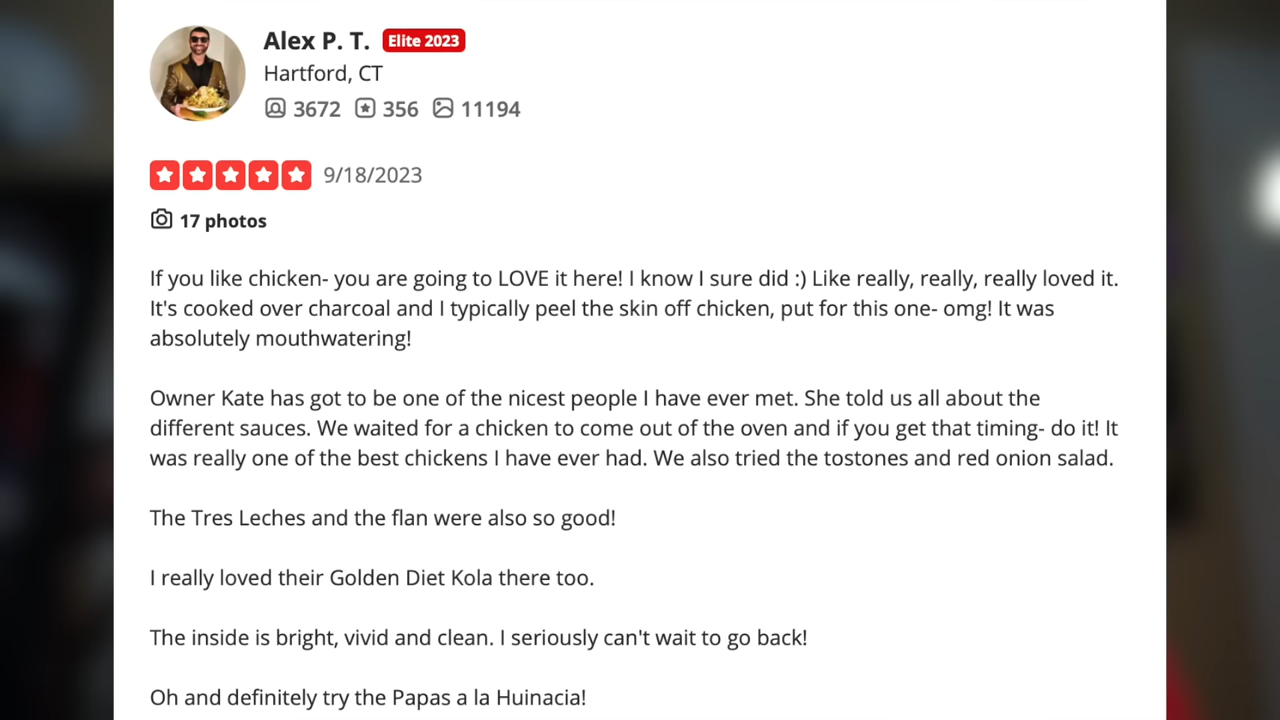 Alex P. T. Elite 2023
Hartford, CT
3672 356 11194
9/18/2023
17 photos
If you like chicken- you are going to LOVE it here! I know I sure did :) Like really, really, really loved it.
It's cooked over charcoal and I typically peel the skin off chicken, put for this one- omg! It was
absolutely mouthwatering!
Owner Kate has got to be one of the nicest people I have ever met. She told us all about the
different sauces. We waited for a chicken to come out of the oven and if you get that timing- do it! It
was really one of the best chickens I have ever had. We also tried the tostones and red onion salad.
The Tres Leches and the flan were also so good!
I really loved their Golden Diet Kola there too.
The inside is bright, vivid and clean. I seriously can't wait to go back!
Oh and definitely try the Papas a la Huinacia!